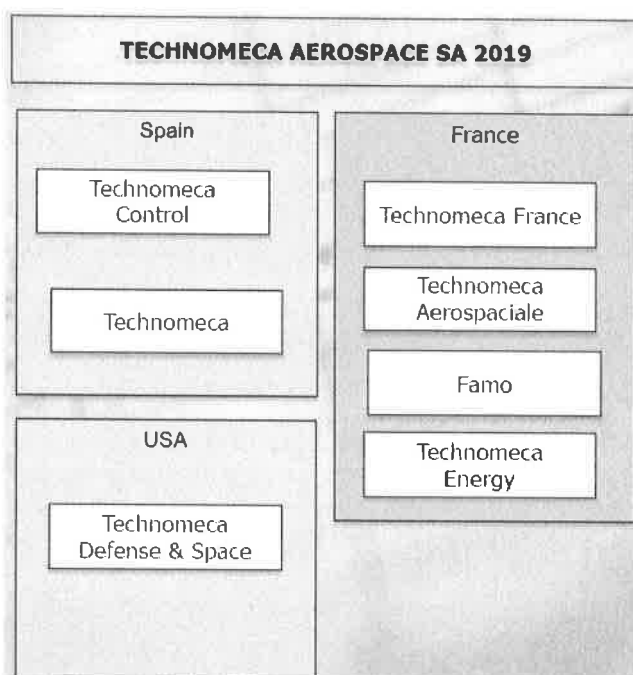 TECHNOMECA AEROSPACE SA 2019
Spain
Technomeca
Control
Technomeca
France
Technomeca France
Technomeca
Aerospaciale
Famo
Technomeca
Energy
USA
Technomeca
Defense & Space